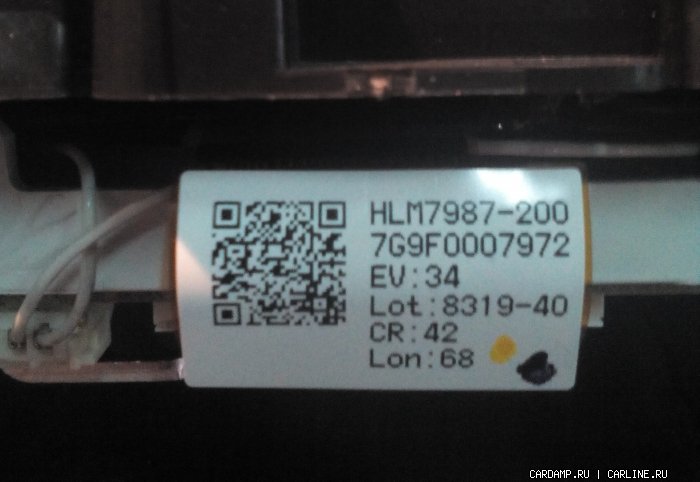 HLM7987-200
7G9F0007972
EV:34
Lot:8319-40
CR:42
Lon:68
CARDAMP.RU | CARLINE.RU